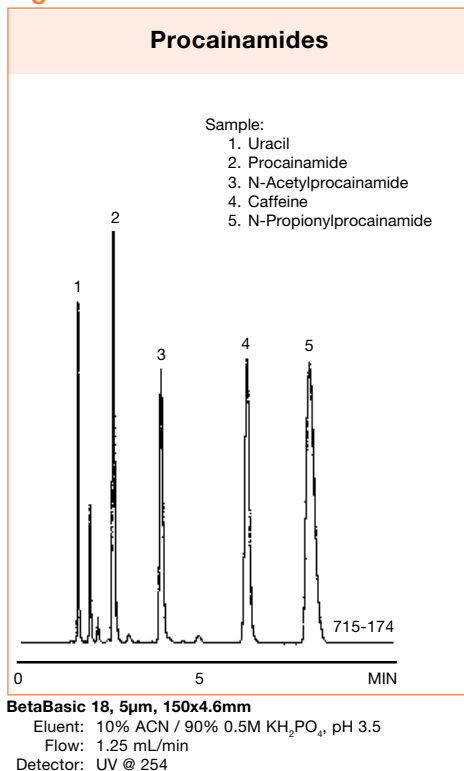 Procainamides
Sample:
1. Uracil
2. Procainamide
3. N-Acetylprocainamide
4. Caffeine
5. N-Propionylprocainamide
2
1
3
4
5
715-174
0 5 MIN
BetaBasic 18, 5µm, 150x4.6mm
Eluent: 10% ACN / 90% 0.5M KH₂PO₄, pH 3.5
Flow: 1.25 mL/min
Detector: UV @ 254